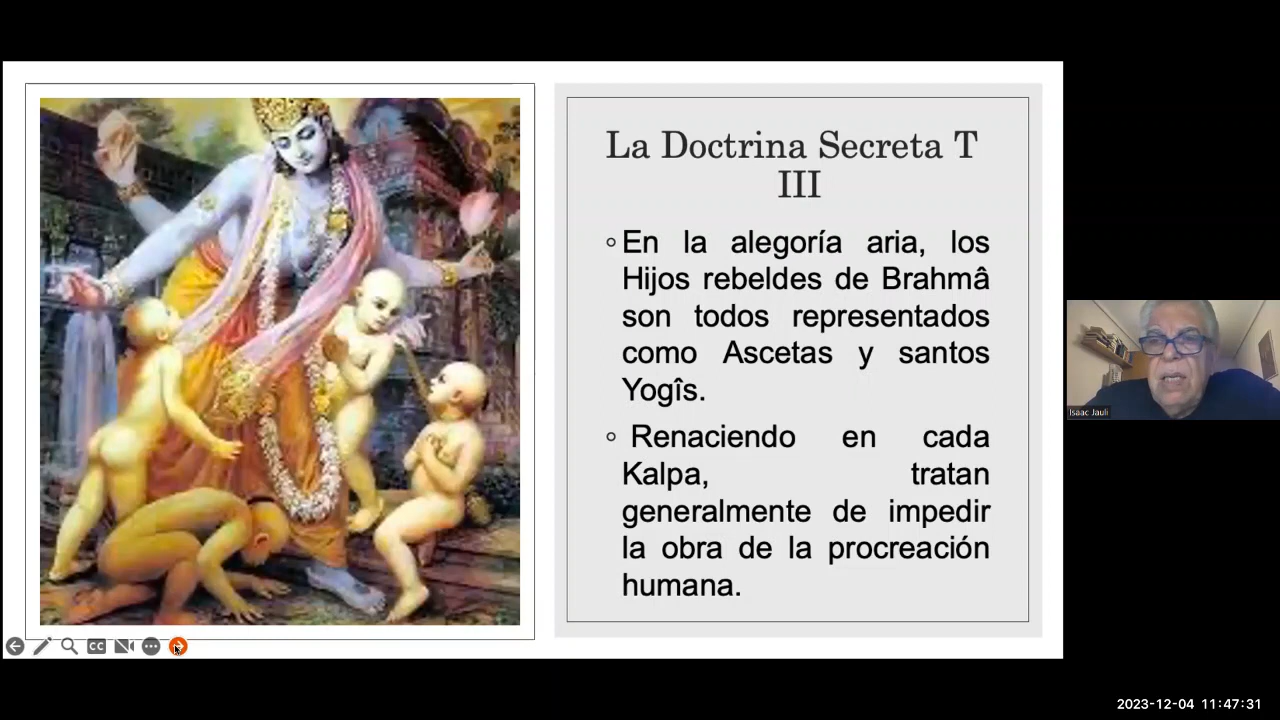 La Doctrina Secreta T
III
◦ En la alegoría aria, los
Hijos rebeldes de Brahmâ
son todos representados
como Ascetas y santos
Yogîs.
◦ Renaciendo en cada
Kalpa, tratan
generalmente de impedir
la obra de la procreación
humana.
Isaac Jauli
CC
2023-12-04 11:47:31